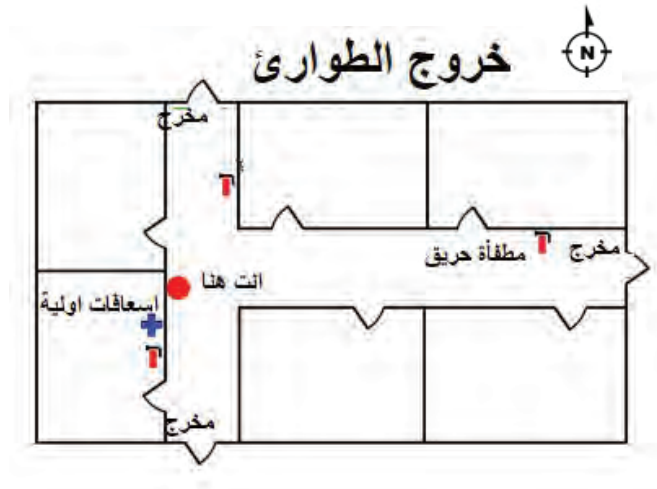 N
خروج الطوارئ
مخرج
مطفأة حريق
مخرج
انت هنا
اسعافات اولية
مخرج